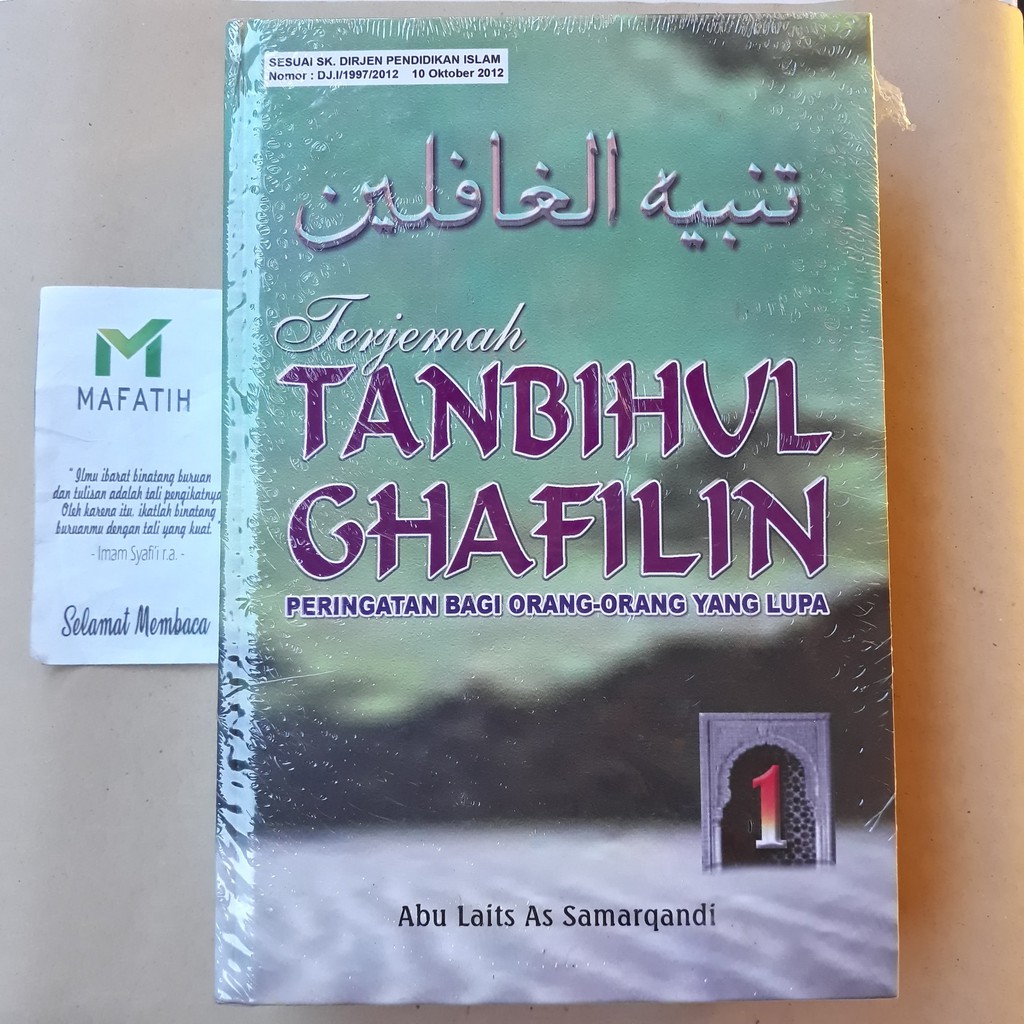 SESUAI SK. DIRJEN PENDIDIKAN ISLAM
Nomor : DJ.I/1997/2012 10 Oktober 2012
تنبيه الغافلين
Terjemah
TANBIHUL
GHAFILIN
PERINGATAN BAGI ORANG-ORANG YANG LUPA
1
Abu Laits As Samarqandi
MAFATIH
"Ilmu ibarat binatang buruan
dan tulisan adalah tali pengikatnya
Oleh karena itu, ikatlah binatang
buruanmu dengan tali yang kuat. "
- Imam Syafi'i r.a. -
Selamat Membaca